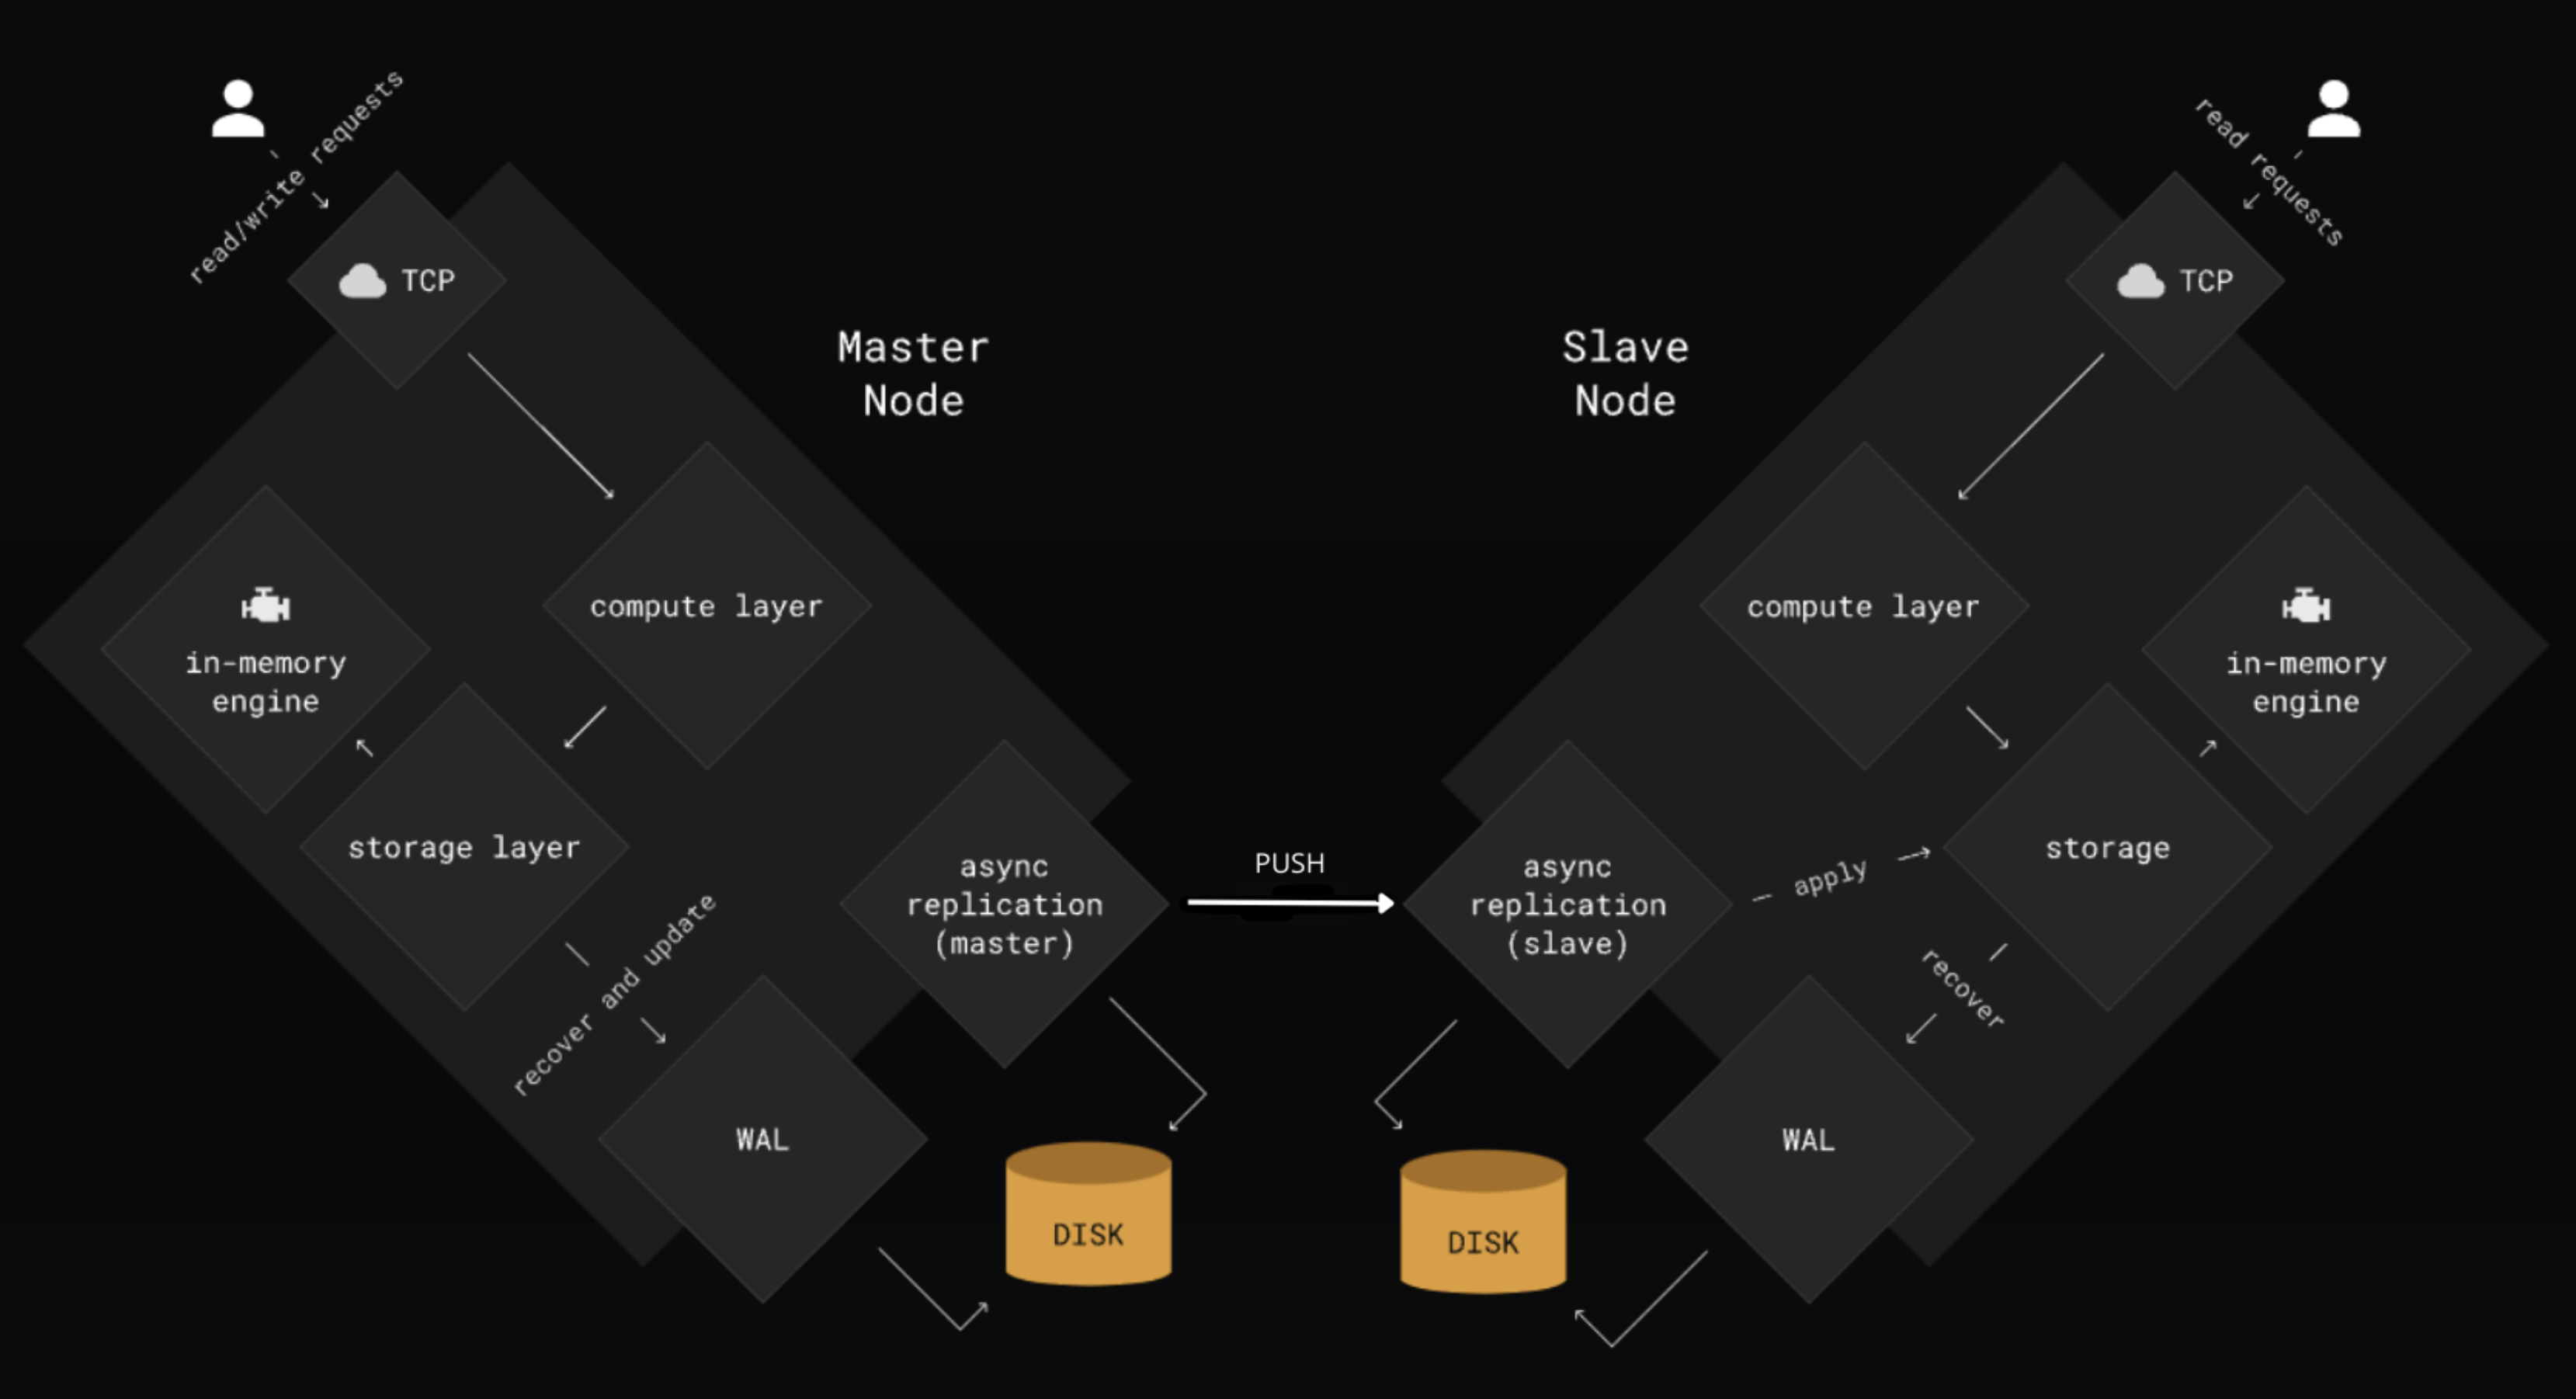 read/write requests
read requests
TCP
TCP
Master
Node
Slave
Node
compute layer
compute layer
in-memory
engine
in-memory
engine
storage layer
storage
async
replication
(master)
PUSH
async
replication
(slave)
apply
recover and update
recover
WAL
WAL
DISK
DISK